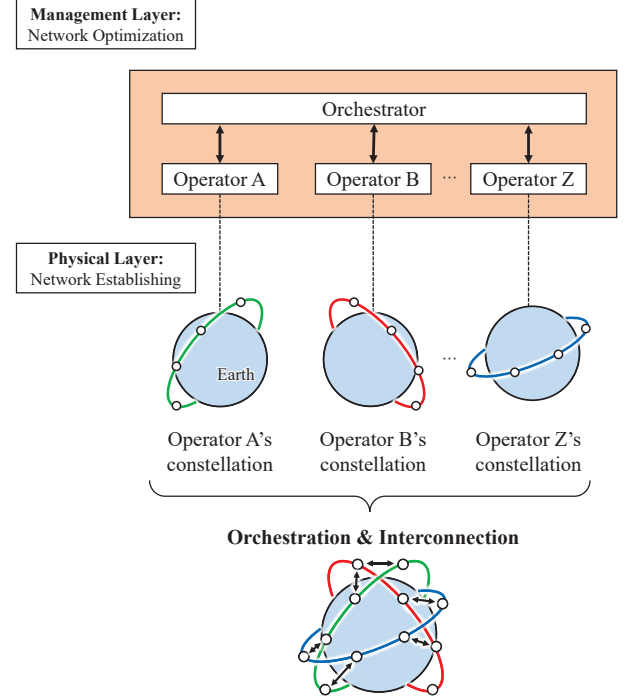 Management Layer:
Network Optimization
Orchestrator
Operator A
Operator B
...
Operator Z
Physical Layer:
Network Establishing
Earth
...
Operator A's
constellation
Operator B's
constellation
Operator Z's
constellation
Orchestration & Interconnection